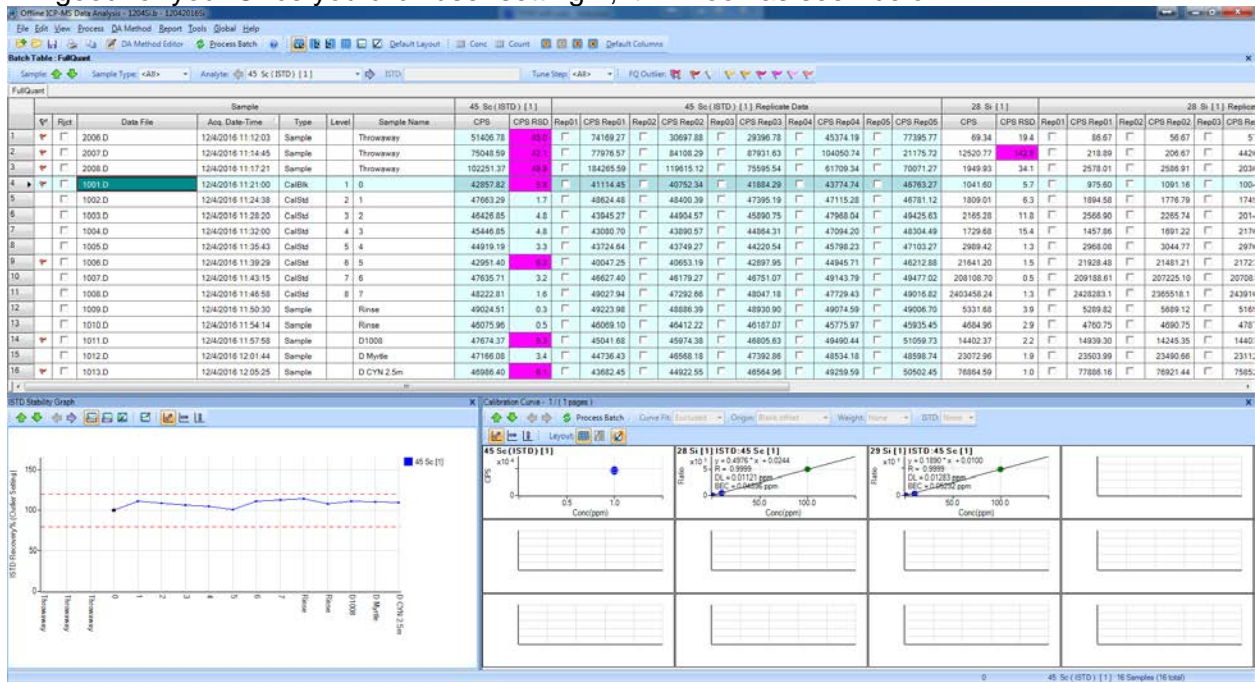 Offline ICP-MS Data Analysis - 1204Si.b - 12042016Si
File Edit View Process DA Method Report Tools Global Help
DA Method Editor Process Batch Default Layout Conc Count Default Columns
Batch Table : FullQuant
Sample: Sample Type: <All> Analyte: 45 Sc ( ISTD ) [ 1 ] ISTD: Tune Step: <All> FQ Outlier:
FullQuant
Sample 45 Sc ( ISTD ) [ 1 ] 45 Sc ( ISTD ) [ 1 ] Replicate Data 28 Si [ 1 ] 28 Si [ 1 ] Replica
Rjct Data File Acq. Date-Time Type Level Sample Name CPS CPS RSD Rep01 CPS Rep01 Rep02 CPS Rep02 Rep03 CPS Rep03 Rep04 CPS Rep04 Rep05 CPS Rep05 CPS CPS RSD Rep01 CPS Rep01 Rep02 CPS Rep02 Rep03 CPS Re
1 2006.D 12/4/2016 11:12:03 Sample Throwaway 51406.78 74169.27 30697.88 29396.78 45374.19 77395.77 69.34 19.4 86.67 56.67
2 2007.D 12/4/2016 11:14:45 Sample Throwaway 75048.59 77976.57 84108.29 87931.63 104050.74 21175.72 12520.77 218.89 206.67
3 2008.D 12/4/2016 11:17:21 Sample Throwaway 102251.37 184265.59 119615.12 75595.54 61709.34 70071.27 1949.93 34.1 2578.01 2586.91
4 1001.D 12/4/2016 11:21:00 CalBlk 1 0 42857.82 41114.45 40752.34 41884.29 43774.74 46763.27 1041.60 5.7 975.60 1091.16
5 1002.D 12/4/2016 11:24:38 CalStd 2 1 47663.29 1.7 48624.48 48400.39 47395.19 47115.28 46781.12 1809.01 6.3 1894.58 1776.79
6 1003.D 12/4/2016 11:28:20 CalStd 3 2 46426.85 4.8 43945.27 44904.57 45890.75 47968.04 49425.63 2165.28 11.8 2566.90 2265.74
7 1004.D 12/4/2016 11:32:00 CalStd 4 3 45446.85 4.8 43080.70 43890.57 44864.31 47094.20 48304.49 1729.68 15.4 1457.86 1691.22
8 1005.D 12/4/2016 11:35:43 CalStd 5 4 44919.19 3.3 43724.64 43749.27 44220.54 45798.23 47103.27 2989.42 1.3 2968.08 3044.77
9 1006.D 12/4/2016 11:39:29 CalStd 6 5 42951.40 40047.25 40653.19 42897.95 44945.71 46212.88 21641.20 1.5 21928.48 21481.21
10 1007.D 12/4/2016 11:43:15 CalStd 7 6 47635.71 3.2 46627.40 46179.27 46751.07 49143.79 49477.02 208108.70 0.5 209188.61 207225.10
11 1008.D 12/4/2016 11:46:58 CalStd 8 7 48222.81 1.6 49027.94 47292.66 48047.18 47729.43 49016.82 2403458.24 1.3 2428283.1 2365518.1
12 1009.D 12/4/2016 11:50:30 Sample Rinse 49024.51 0.3 49223.98 48886.39 48930.90 49074.59 49006.70 5331.68 3.9 5289.82 5689.12
13 1010.D 12/4/2016 11:54:14 Sample Rinse 46075.96 0.5 46069.10 46412.22 46187.07 45775.97 45935.45 4684.96 2.9 4760.75 4690.75
14 1011.D 12/4/2016 11:57:58 Sample D1008 47674.37 45041.68 45974.38 46805.63 49490.44 51059.73 14402.37 2.2 14939.30 14245.35
15 1012.D 12/4/2016 12:01:44 Sample D Myrtle 47166.08 3.4 44736.43 46568.18 47392.86 48534.18 48598.74 23072.96 1.9 23503.99 23490.66
16 1013.D 12/4/2016 12:05:25 Sample D CYN 2.5m 46986.40 43682.45 44922.55 46564.96 49259.59 50502.45 76864.59 1.0 77886.16 76921.44
ISTD Stability Graph
Calibration Curve - 1 / ( 1 pages )
Process Batch Curve Fit: Excluded Origin: Blank offset Weight: None ISTD: None
Layout:
45 Sc [1]
ISTD Recovery% (Outlier Setting)
150
100
50
0
Throwaway Throwaway Throwaway 0 1 2 3 4 5 6 7 Rinse Rinse D1008 D Myrtle D CYN 2.5m
45 Sc (ISTD) [1]
CPS
0.5 1.0
Conc(ppm)
28 Si [1] ISTD:45 Sc [1]
y = 0.4976 * x + 0.0244
R = 0.9999
DL = 0.01121 ppm
Ratio
50.0 100.0
Conc(ppm)
29 Si [1] ISTD:45 Sc [1]
y = 0.1890 * x + 0.0100
R = 0.9999
DL = 0.01283 ppm
Ratio
50.0 100.0
Conc(ppm)
0 45 Sc ( ISTD ) [ 1 ] 16 Samples (16 total)